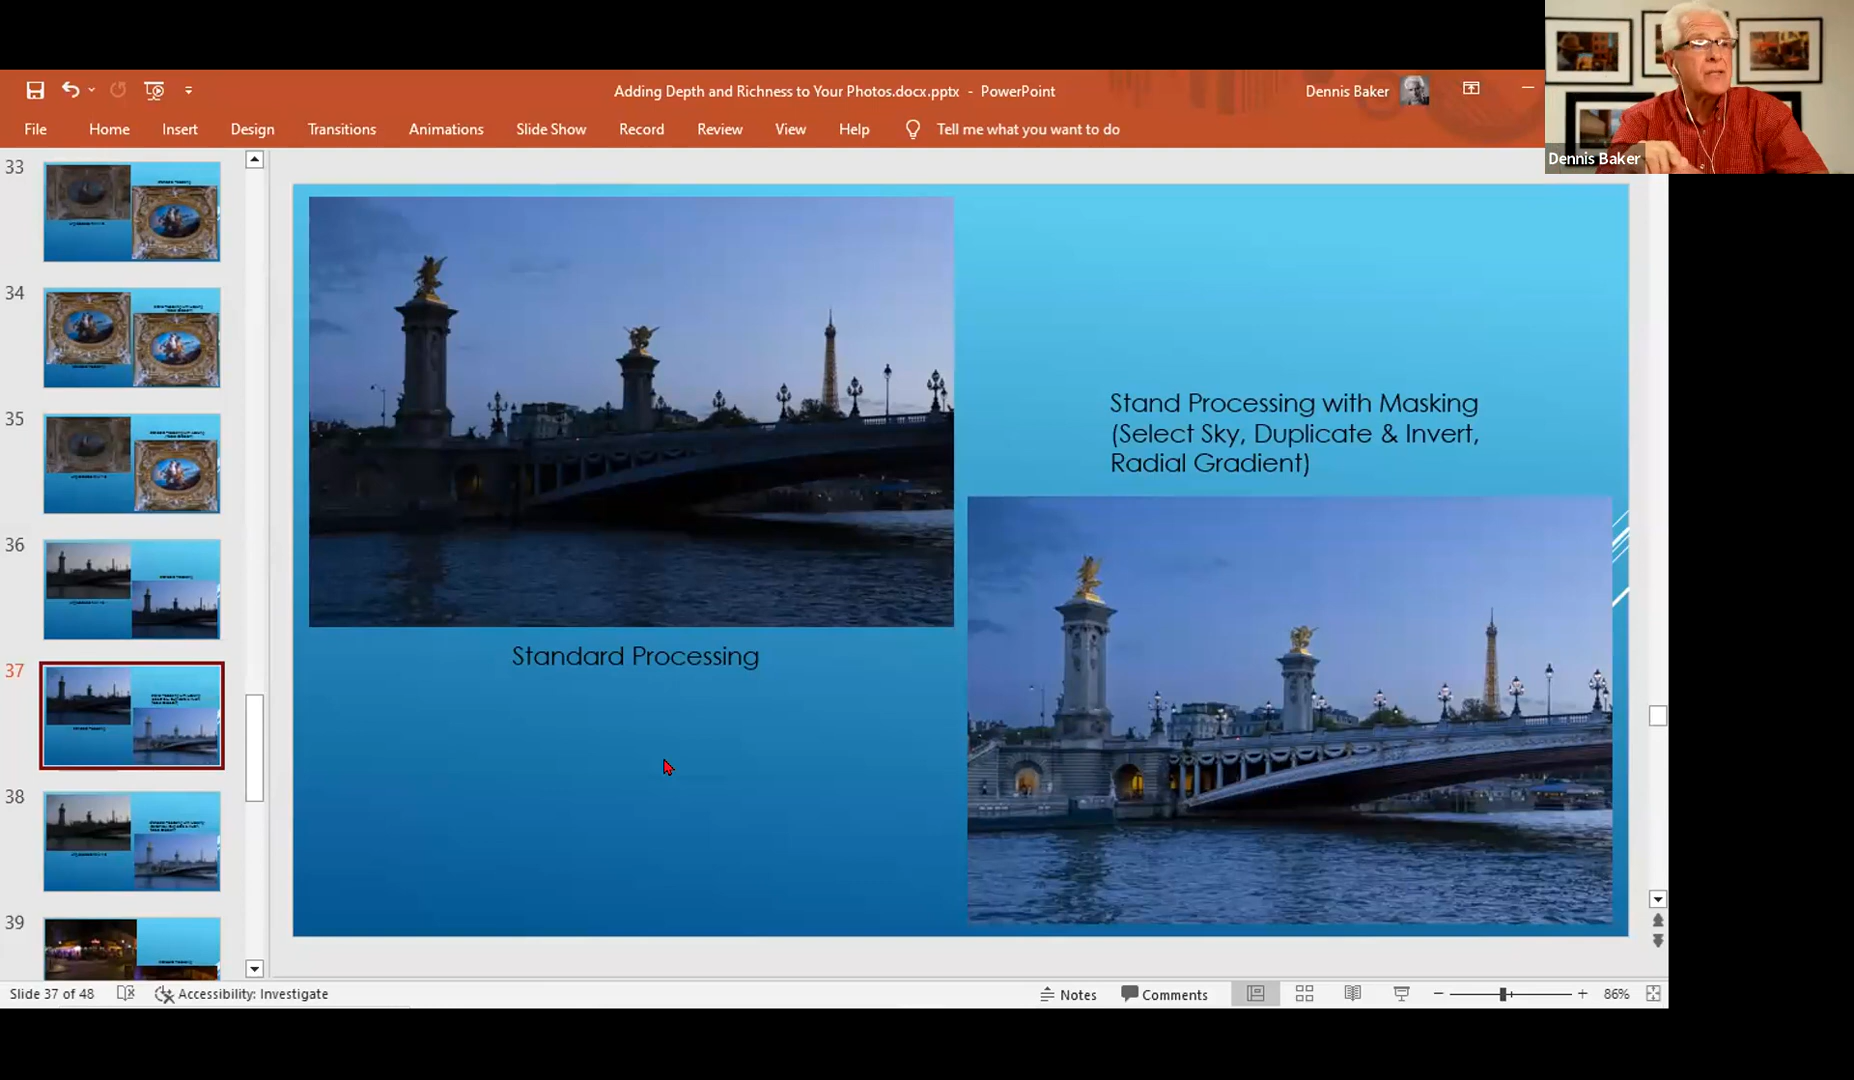 Adding Depth and Richness to Your Photos.docx.pptx - PowerPoint
Dennis Baker
File Home Insert Design Transitions Animations Slide Show Record Review View Help Tell me what you want to do
Dennis Baker
33
34
35
36
37
38
39
Stand Processing with Masking
(Select Sky, Duplicate & Invert,
Radial Gradient)
Standard Processing
Slide 37 of 48 Accessibility: Investigate Notes Comments 86%